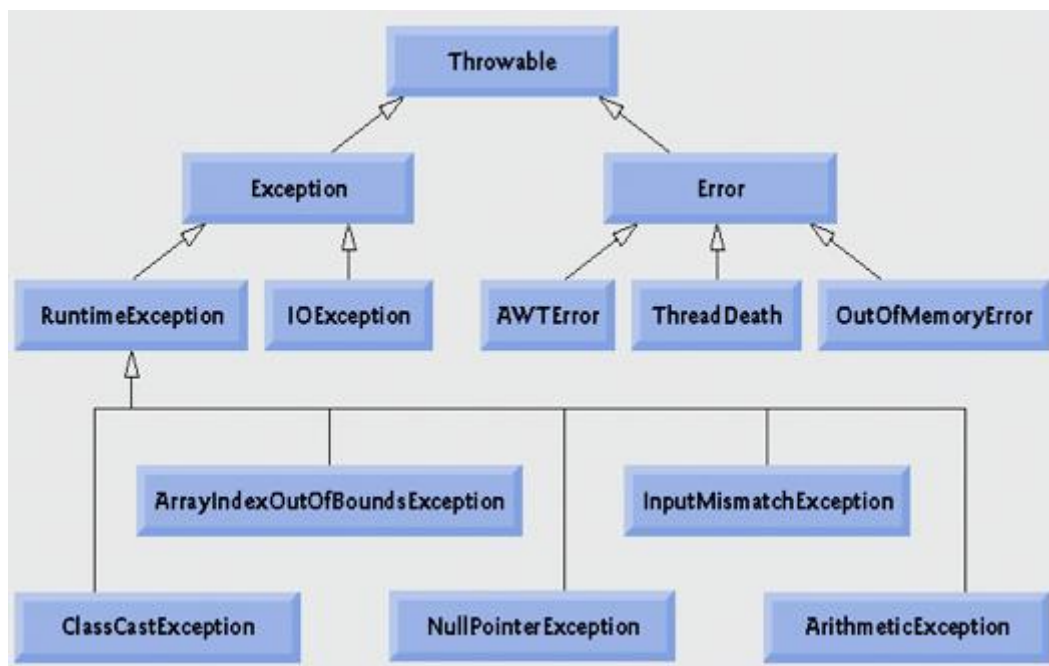 Throwable
Exception
Error
RuntimeException
IOException
AWTError
ThreadDeath
OutOfMemoryError
ArrayIndexOutOfBoundsException
InputMismatchException
ClassCastException
NullPointerException
ArithmeticException